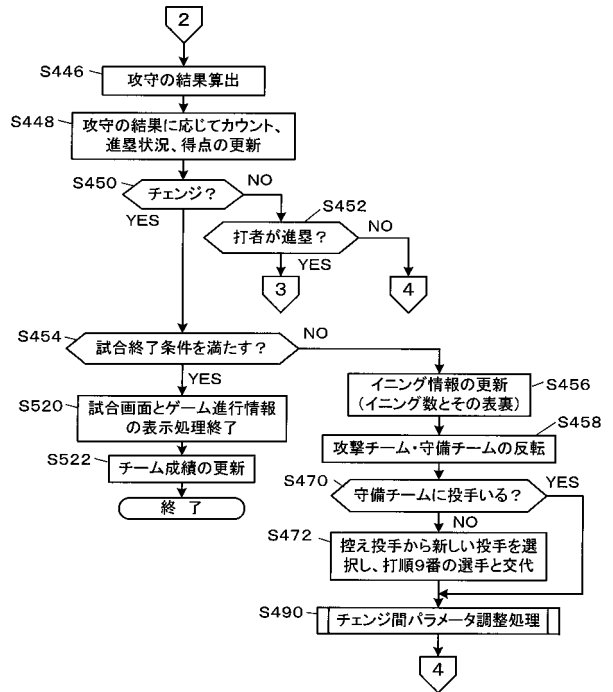 2
S446
攻守の結果算出
S448
攻守の結果に応じてカウント、
進塁状況、得点の更新
S450
チェンジ?
NO
YES
S452
打者が進塁?
NO
YES
3
4
S454
試合終了条件を満たす?
NO
YES
S520
試合画面とゲーム進行情報
の表示処理終了
S522
チーム成績の更新
終 了
イニング情報の更新
(イニング数とその表裏)
S456
S458
攻撃チーム・守備チームの反転
S470
守備チームに投手いる?
YES
NO
S472
控え投手から新しい投手を選
択し、打順9番の選手と交代
S490
チェンジ間パラメータ調整処理
4